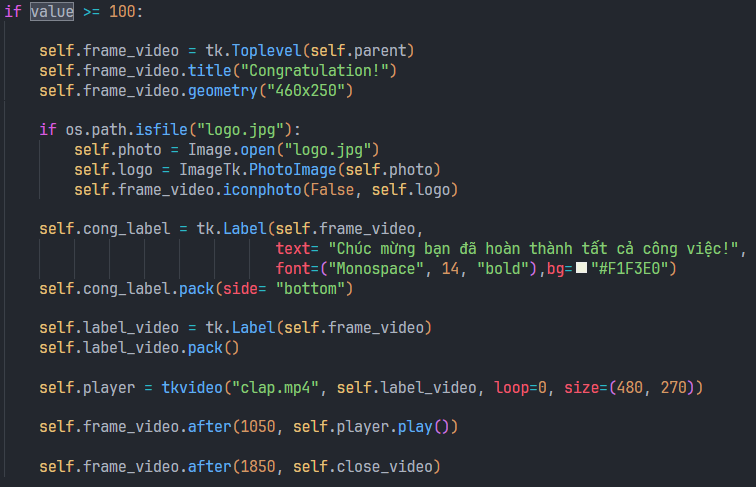 if value >= 100:
self.frame_video = tk.Toplevel(self.parent)
self.frame_video.title("Congratulation!")
self.frame_video.geometry("460x250")
if os.path.isfile("logo.jpg"):
self.photo = Image.open("logo.jpg")
self.logo = ImageTk.PhotoImage(self.photo)
self.frame_video.iconphoto(False, self.logo)
self.cong_label = tk.Label(self.frame_video,
text= "Chúc mừng bạn đã hoàn thành tất cả công việc!",
font=("Monospace", 14, "bold"),bg="#F1F3E0")
self.cong_label.pack(side= "bottom")
self.label_video = tk.Label(self.frame_video)
self.label_video.pack()
self.player = tkvideo("clap.mp4", self.label_video, loop=0, size=(480, 270))
self.frame_video.after(1050, self.player.play())
self.frame_video.after(1850, self.close_video)